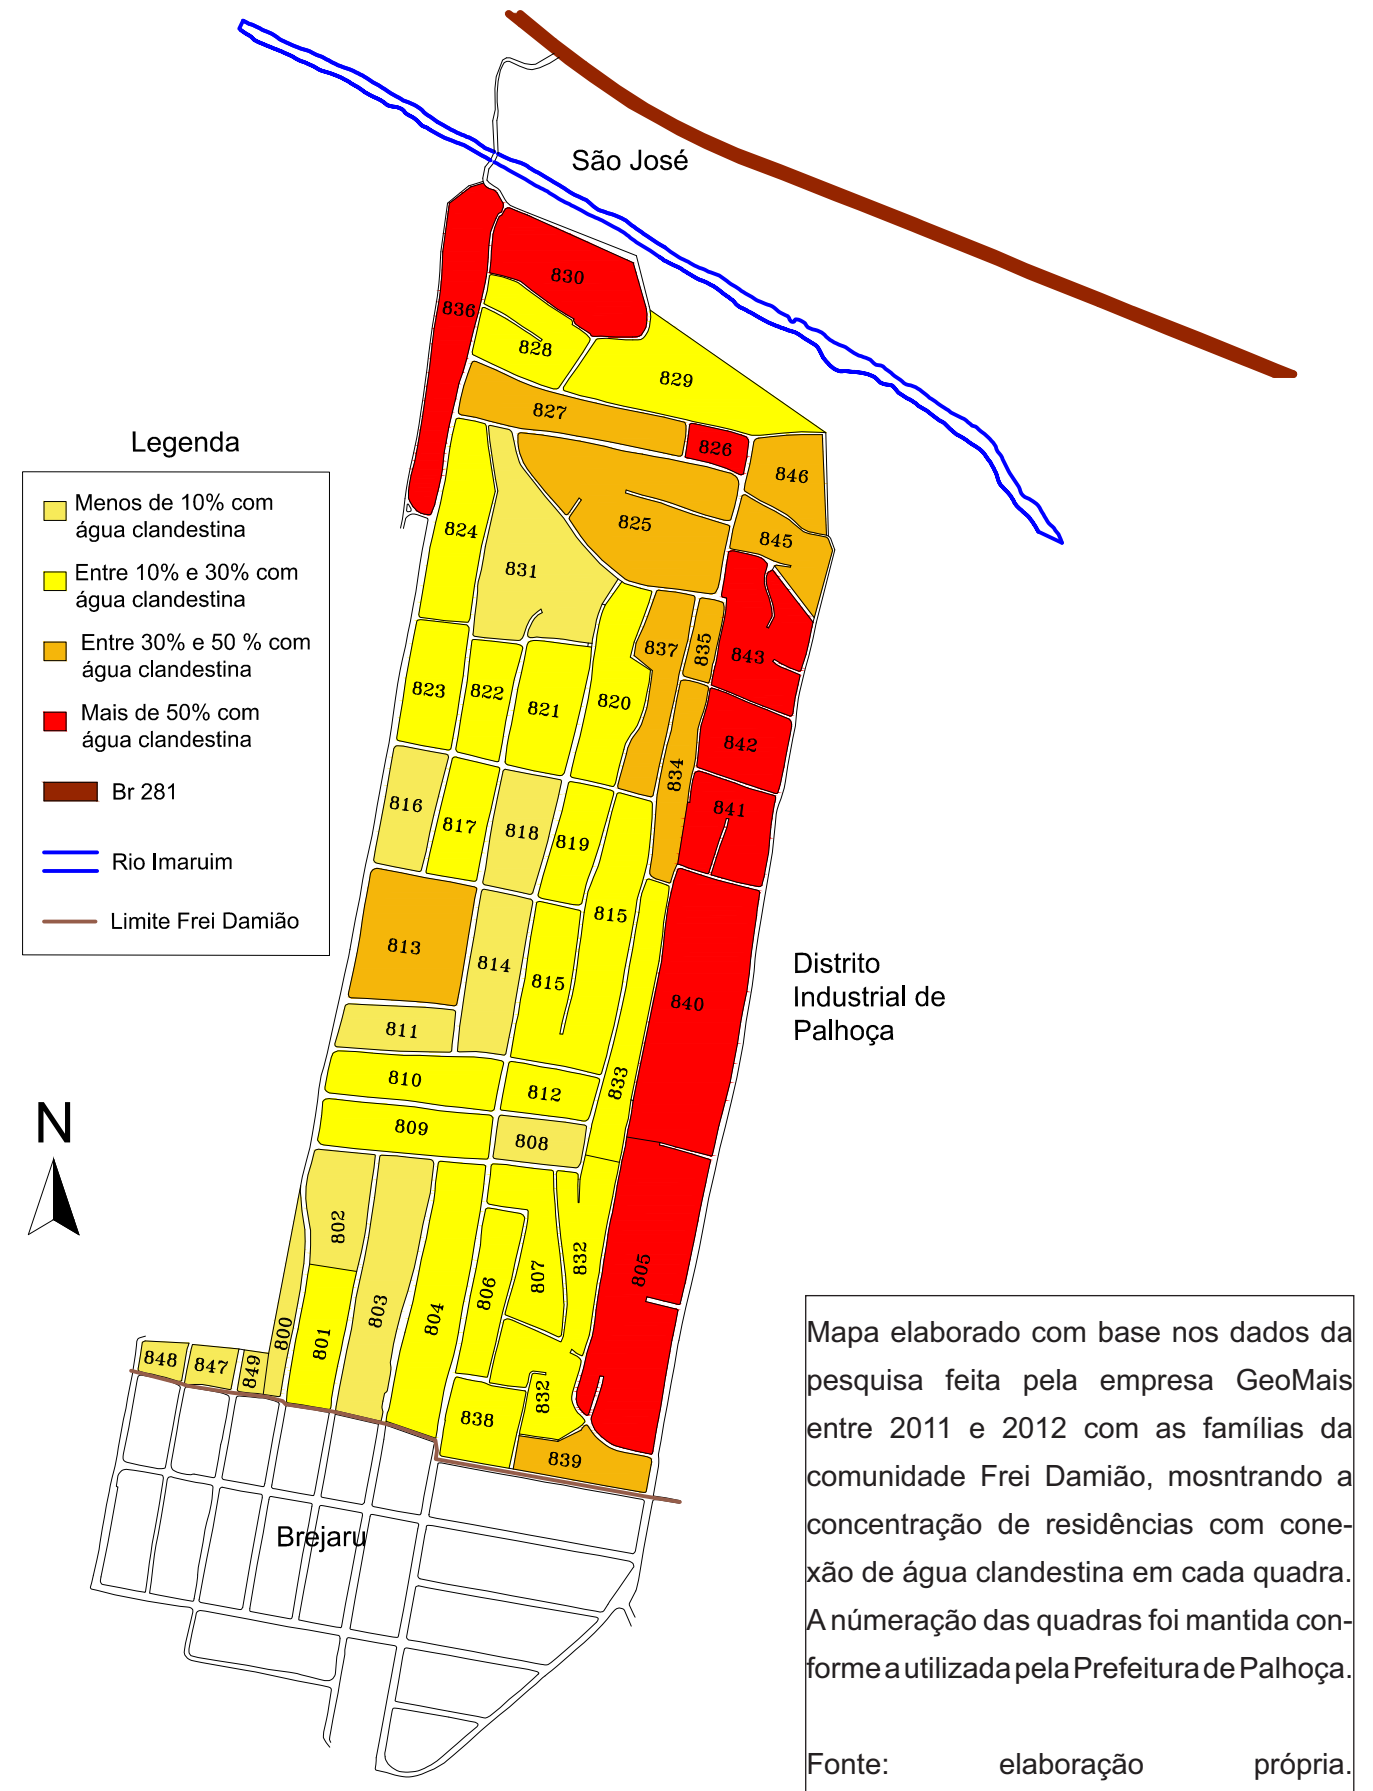 São José
830
836
828
829
827
826
846
825
845
824
831
837
835
843
823
822
821
820
842
834
816
817
818
819
841
813
814
815
815
840
811
810
812
833
809
808
802
832
807
805
806
803
804
801
800
848
847
849
838
832
839
Legenda
Menos de 10% com
água clandestina
Entre 10% e 30% com
água clandestina
Entre 30% e 50 % com
água clandestina
Mais de 50% com
água clandestina
Br 281
Rio Imaruim
Limite Frei Damião
Distrito
Industrial de
Palhoça
N
Brejaru
Mapa elaborado com base nos dados da
pesquisa feita pela empresa GeoMais
entre 2011 e 2012 com as famílias da
comunidade Frei Damião, mosntrando a
concentração de residências com cone-
xão de água clandestina em cada quadra.
A númeração das quadras foi mantida con-
forme a utilizada pela Prefeitura de Palhoça.
Fonte: elaboração própria.